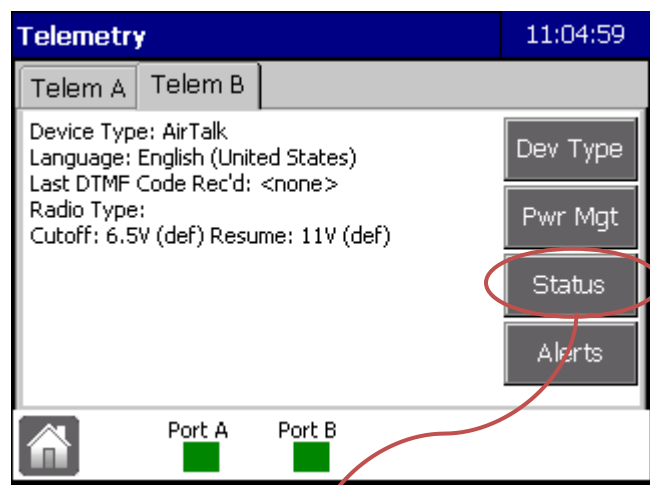 Telemetry 11:04:59
Telem A Telem B
Device Type: AirTalk
Language: English (United States)
Last DTMF Code Rec'd: <none>
Radio Type:
Cutoff: 6.5V (def) Resume: 11V (def)
Dev Type
Pwr Mgt
Status
Alerts
Port A Port B